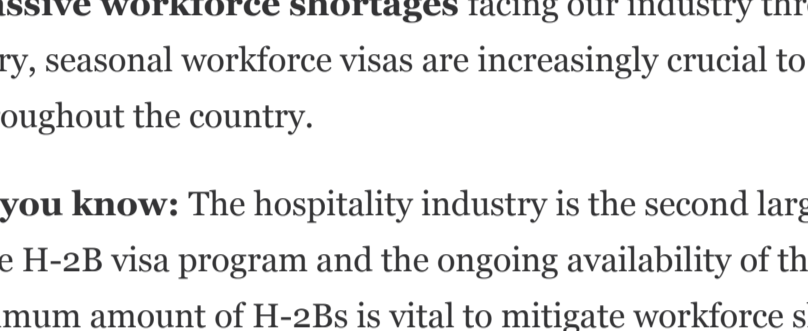 ssive workforce shortages facing our industry thr
ry, seasonal workforce visas are increasingly crucial to
oughout the country.
you know: The hospitality industry is the second larg
e H-2B visa program and the ongoing availability of th
mum amount of H-2Bs is vital to mitigate workforce s